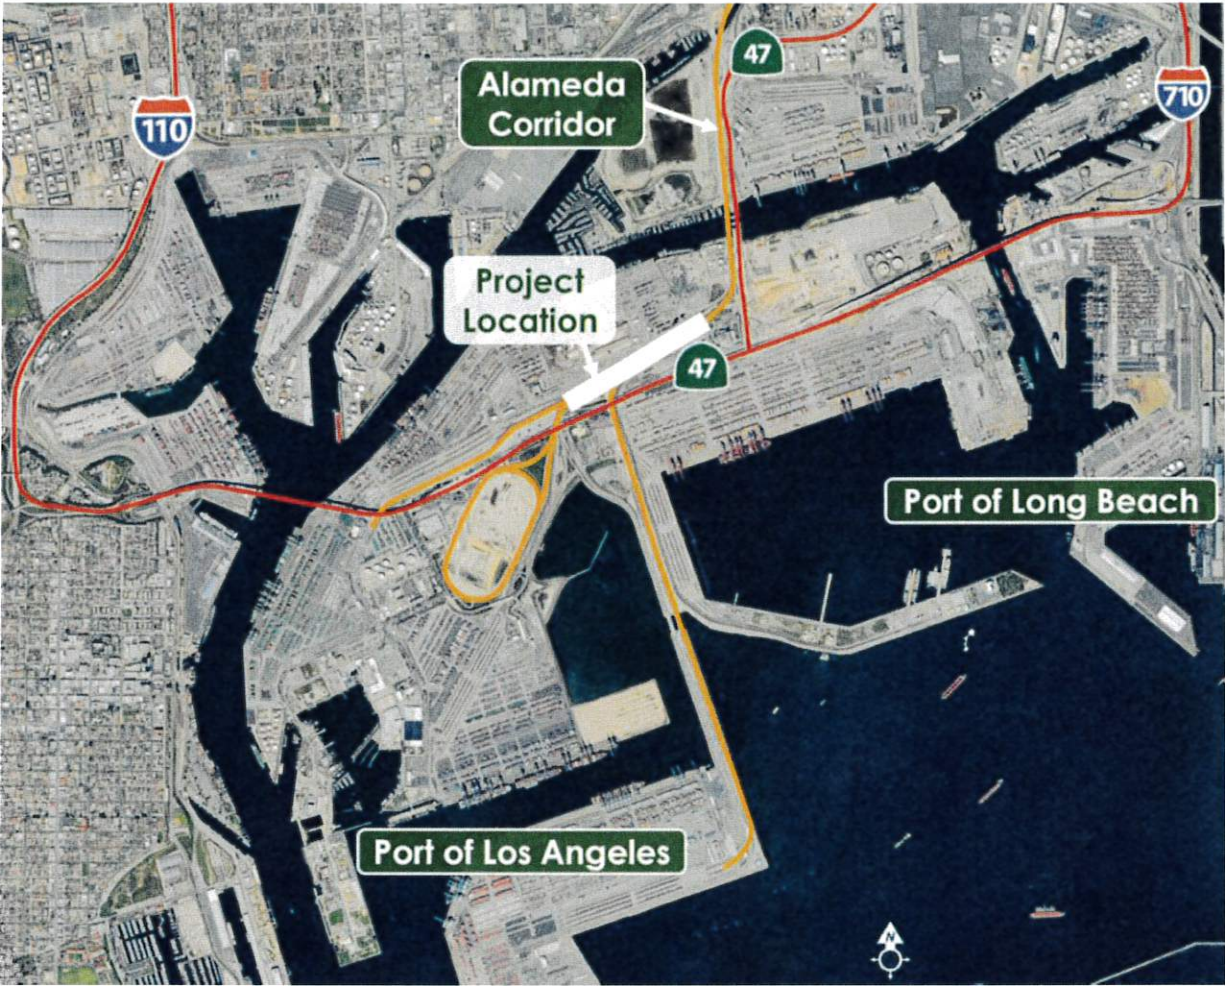 47
Alameda
Corridor
110
710
Project
Location
47
Port of Long Beach
Port of Los Angeles
N